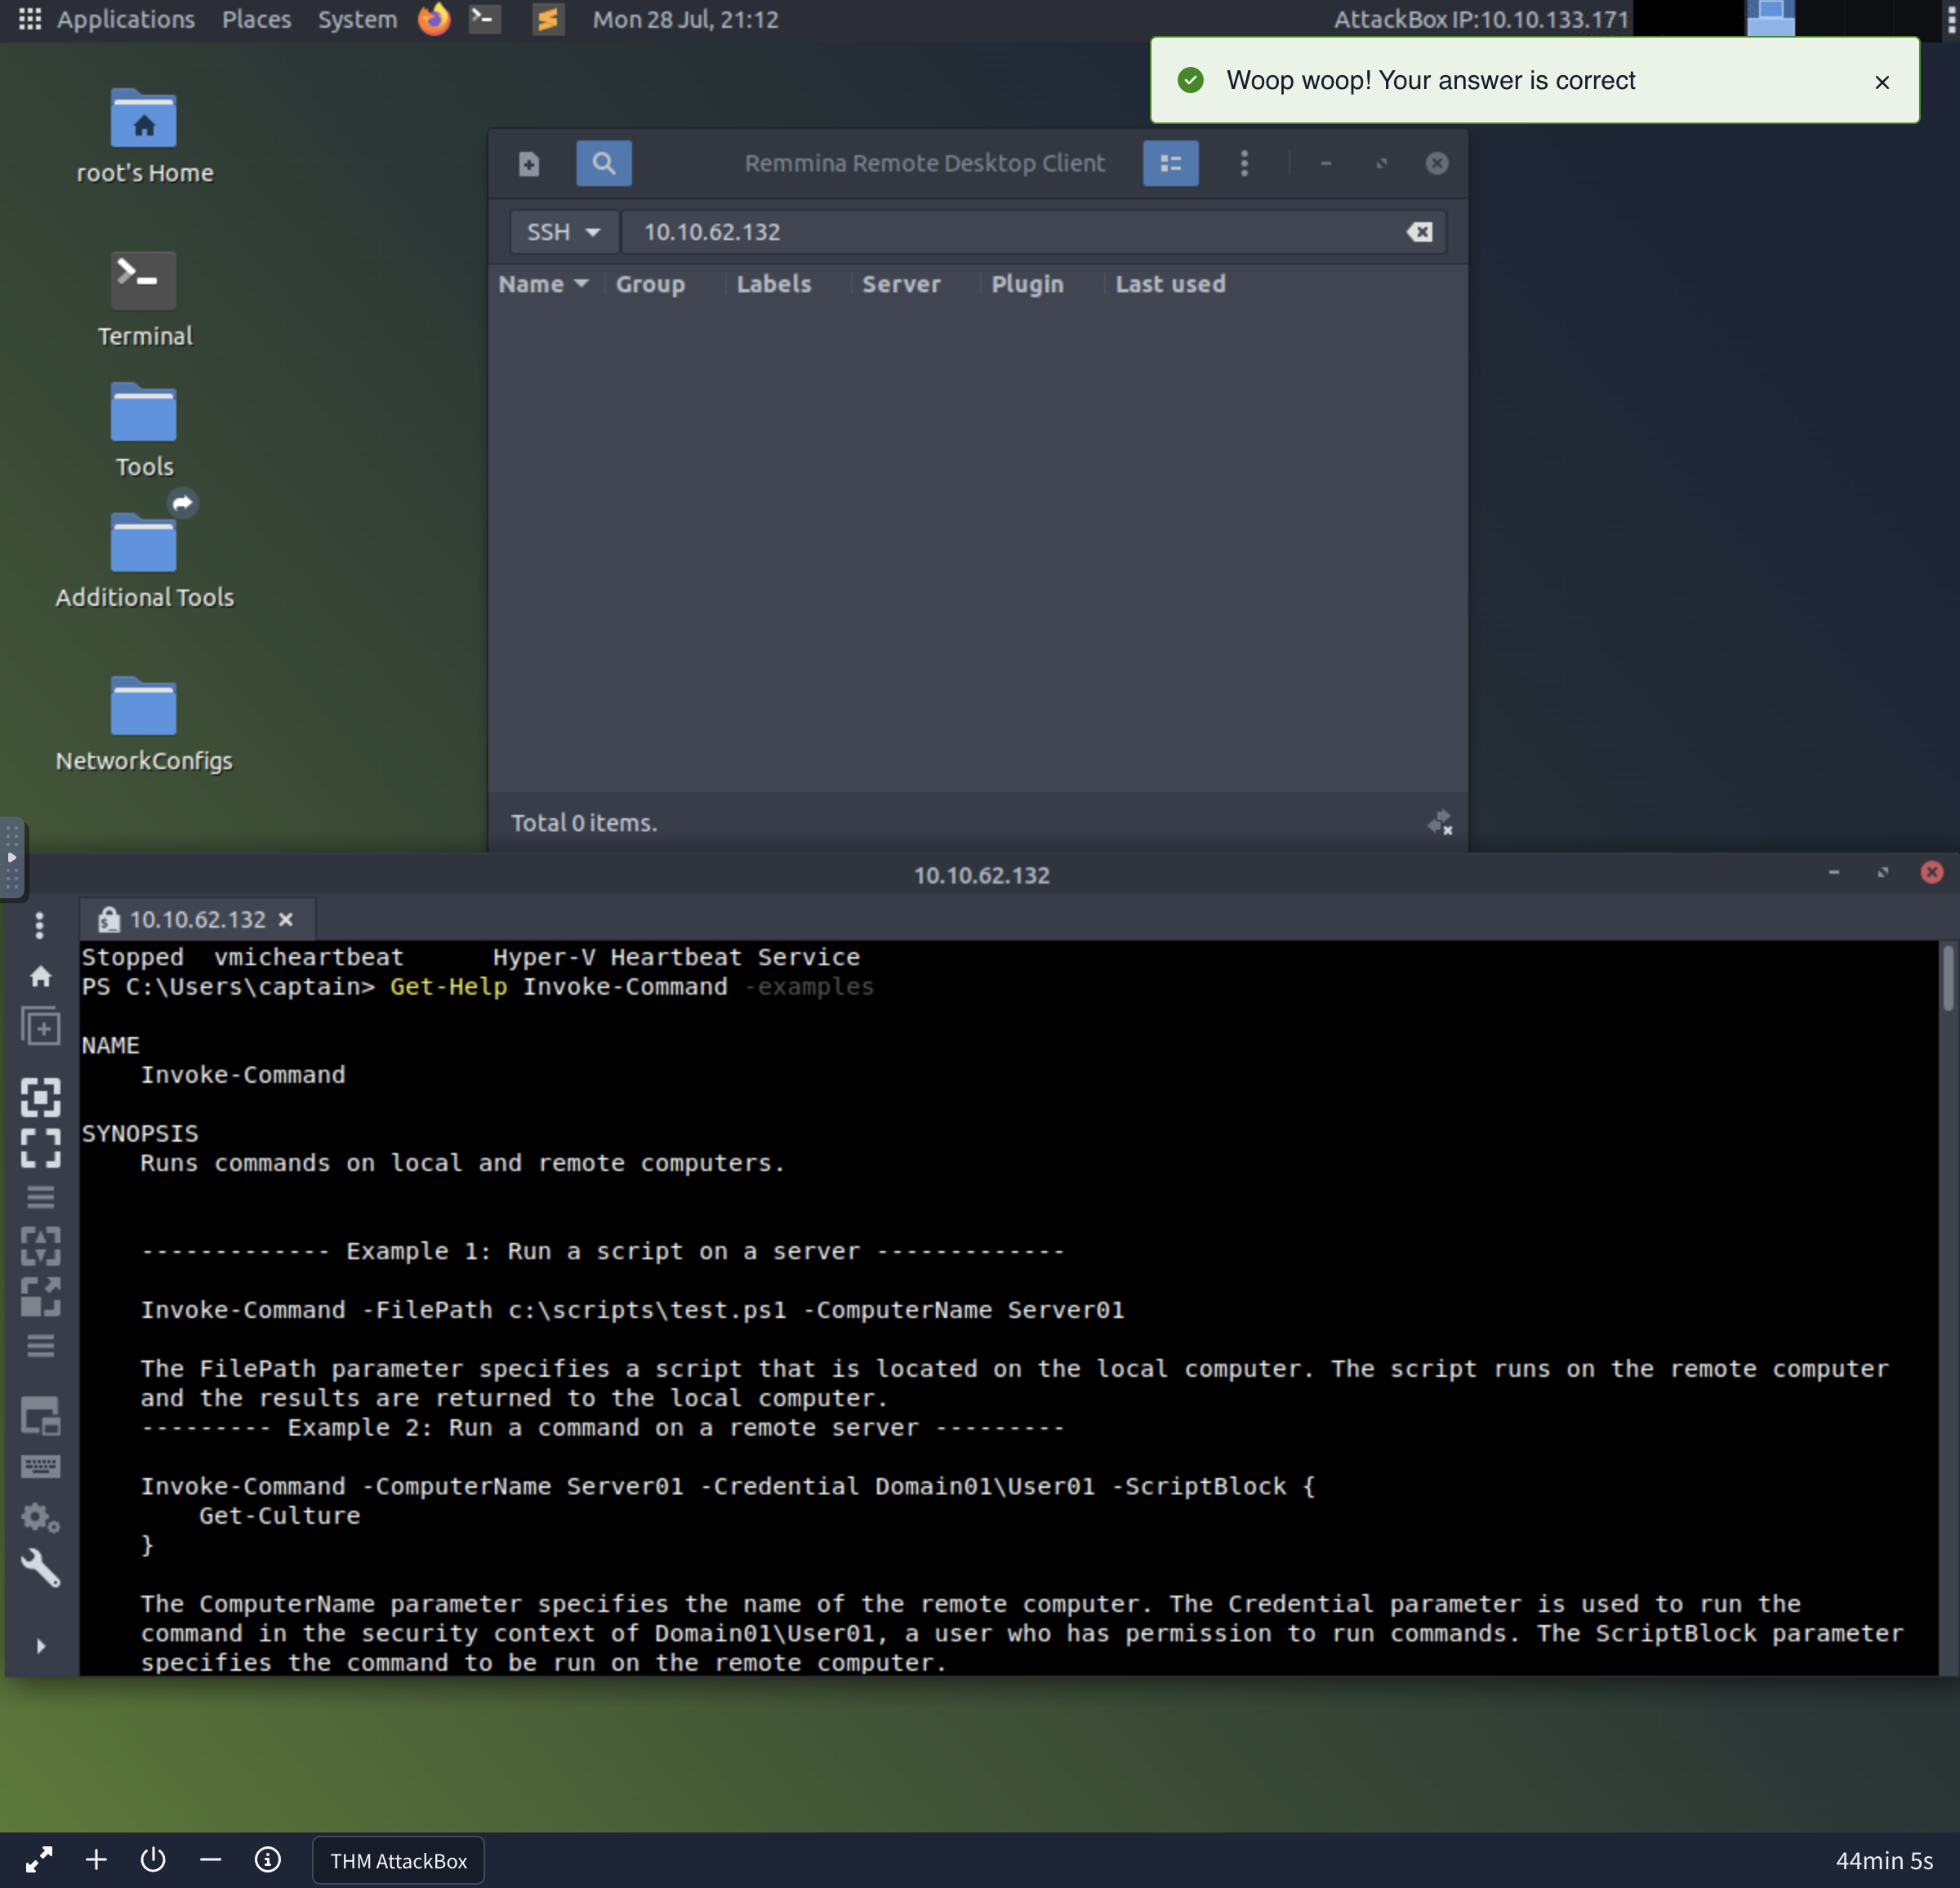 Applications Places System Mon 28 Jul, 21:12 AttackBox IP:10.10.133.171
Woop woop! Your answer is correct
root's Home
Terminal
Tools
Additional Tools
NetworkConfigs
Remmina Remote Desktop Client
SSH 10.10.62.132
Name Group Labels Server Plugin Last used
Total 0 items.
10.10.62.132
10.10.62.132
Stopped  vmicheartbeat      Hyper-V Heartbeat Service
PS C:\Users\captain> Get-Help Invoke-Command -examples
NAME
    Invoke-Command
SYNOPSIS
    Runs commands on local and remote computers.
    ------------- Example 1: Run a script on a server -------------
    Invoke-Command -FilePath c:\scripts\test.ps1 -ComputerName Server01
    The FilePath parameter specifies a script that is located on the local computer. The script runs on the remote computer
    and the results are returned to the local computer.
    --------- Example 2: Run a command on a remote server ---------
    Invoke-Command -ComputerName Server01 -Credential Domain01\User01 -ScriptBlock {
        Get-Culture
    }
    The ComputerName parameter specifies the name of the remote computer. The Credential parameter is used to run the
    command in the security context of Domain01\User01, a user who has permission to run commands. The ScriptBlock parameter
    specifies the command to be run on the remote computer.
THM AttackBox 44min 5s